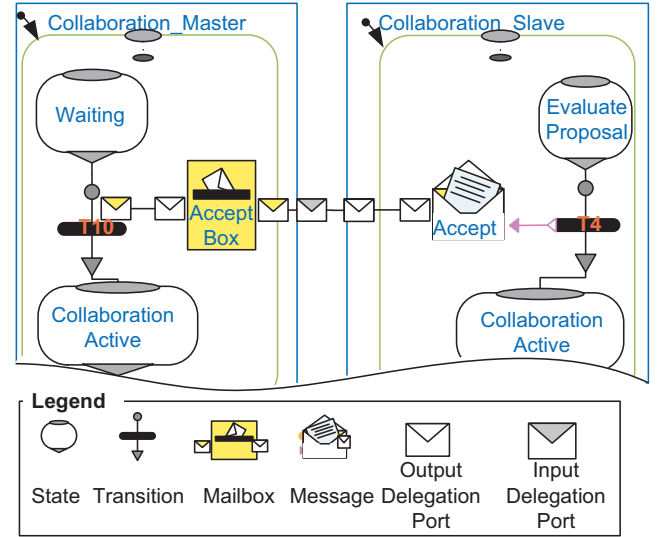 Collaboration_Master
Collaboration_Slave
Waiting
Evaluate
Proposal
Accept
Box
Accept
T10
T4
Collaboration
Active
Collaboration
Active
Legend
State
Transition
Mailbox
Message
Output
Delegation
Port
Input
Delegation
Port